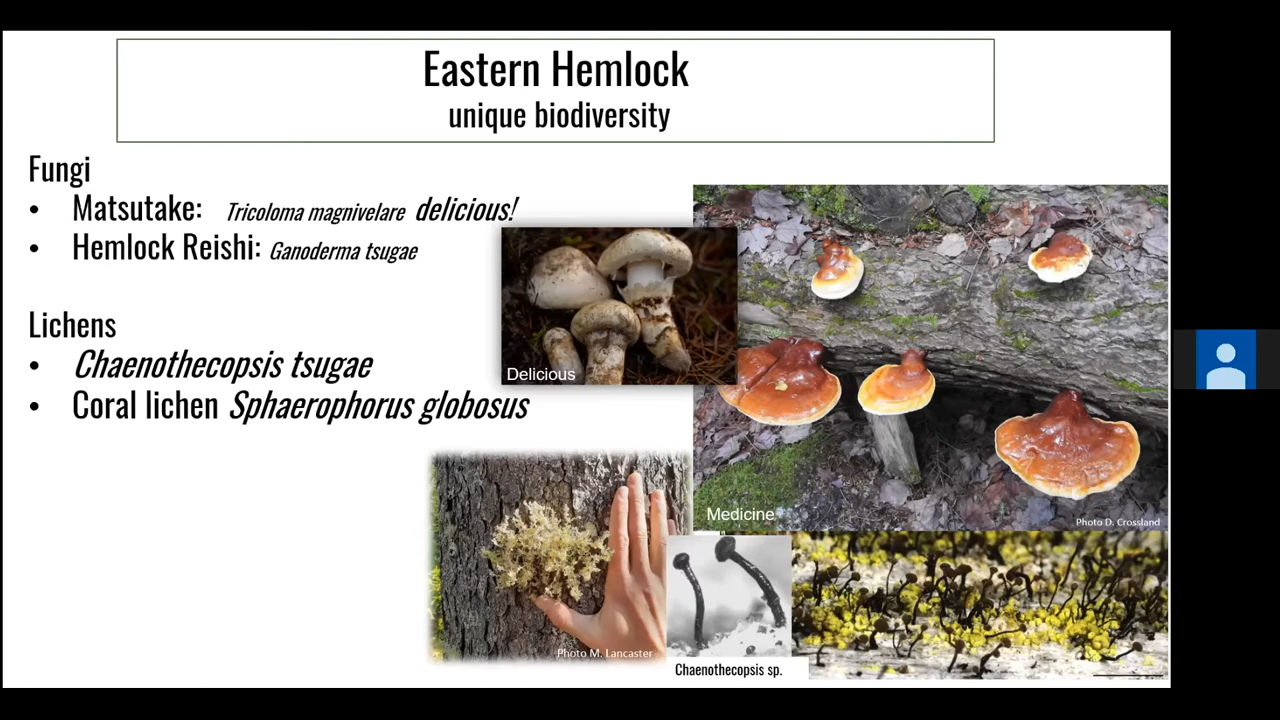 Eastern Hemlock
unique biodiversity
Fungi
• Matsutake: Tricoloma magnivelare delicious!
• Hemlock Reishi: Ganoderma tsugae
Lichens
• Chaenothecopsis tsugae
• Coral lichen Sphaerophorus globosus
Delicious
Medicine
Photo D. Crossland
Photo M. Lancaster
Chaenothecopsis sp.